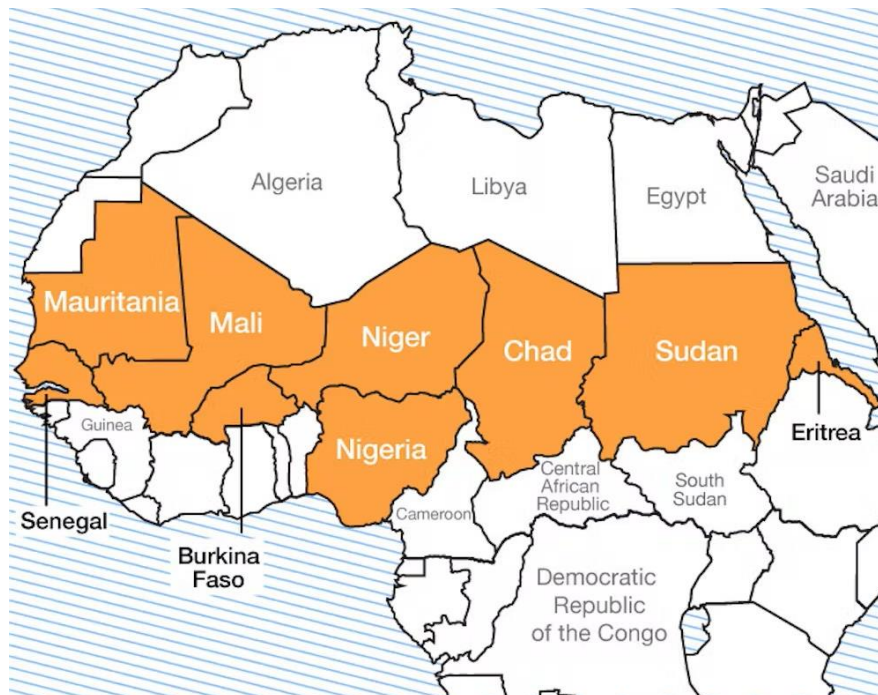 Algeria
Libya
Egypt
Saudi
Arabia
Mauritania
Mali
Niger
Chad
Sudan
Eritrea
Guinea
Nigeria
Senegal
Burkina
Faso
Cameroon
Central
African
Republic
South
Sudan
Democratic
Republic
of the Congo